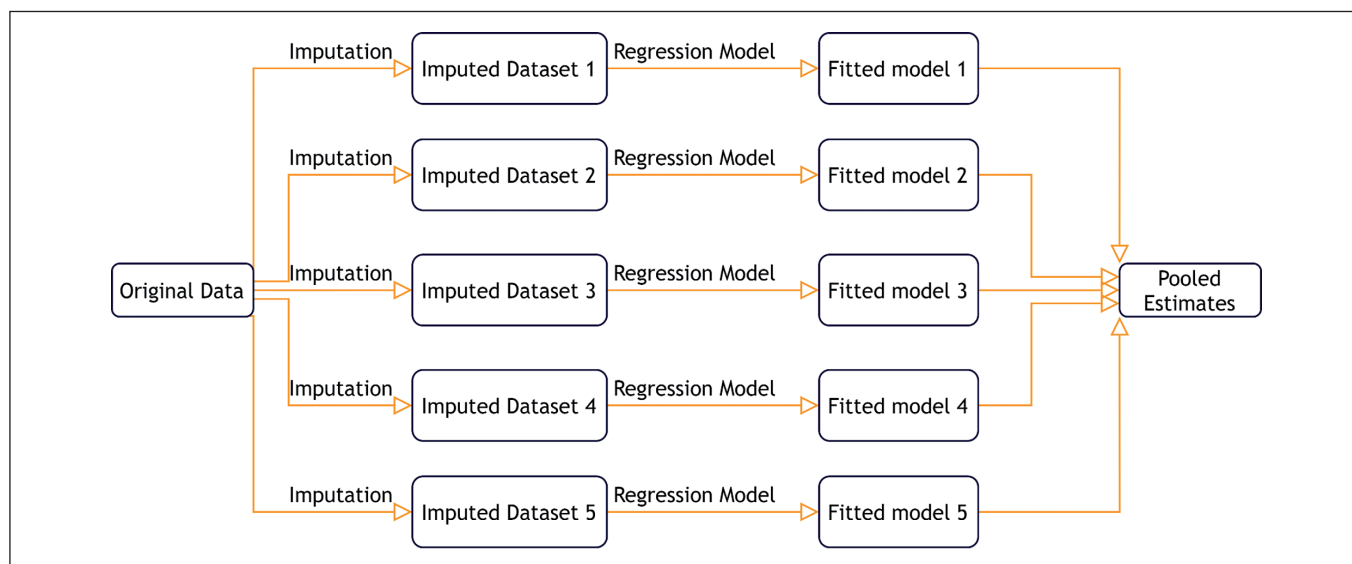 Imputation
Imputed Dataset 1
Regression Model
Fitted model 1
Imputation
Imputed Dataset 2
Regression Model
Fitted model 2
Original Data
Imputation
Imputed Dataset 3
Regression Model
Fitted model 3
Pooled
Estimates
Imputation
Imputed Dataset 4
Regression Model
Fitted model 4
Imputation
Imputed Dataset 5
Regression Model
Fitted model 5